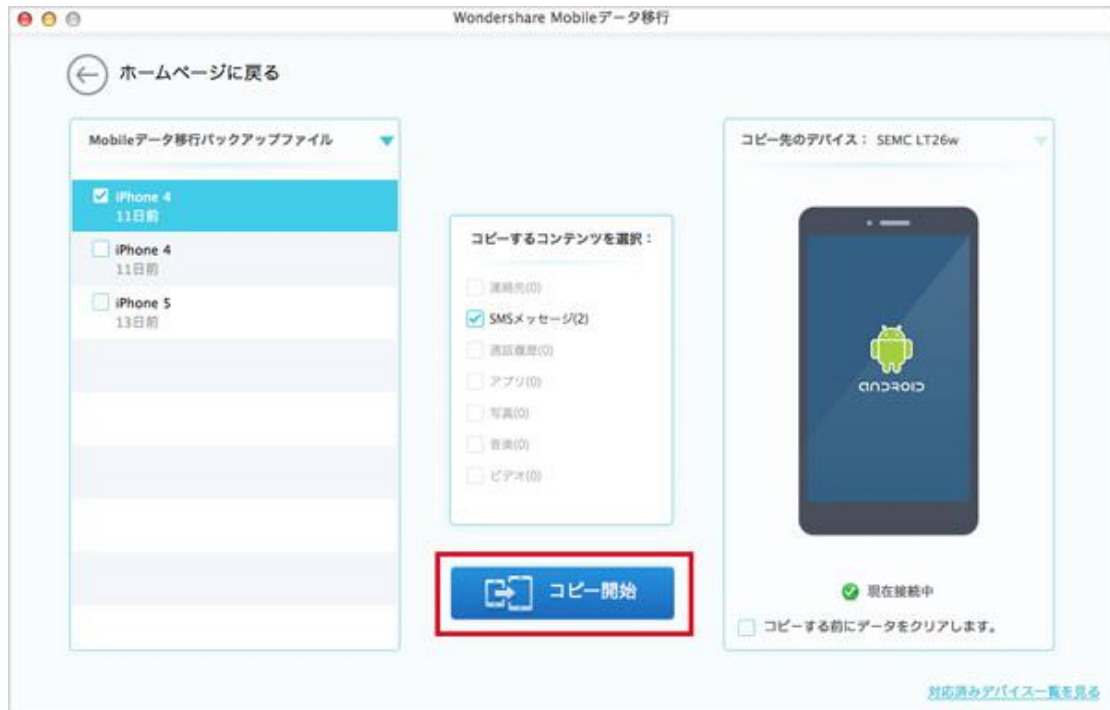 Wondershare Mobileデータ移行
ホームページに戻る
Mobileデータ移行バックアップファイル
iPhone 4
11日前
iPhone 4
11日前
iPhone 5
13日前
コピーするコンテンツを選択：
連絡先(0)
SMSメッセージ(2)
通話履歴(0)
アプリ(0)
写真(0)
音楽(0)
ビデオ(0)
コピー開始
コピー先のデバイス： SEMC LT26w
ANDROID
現在接続中
コピーする前にデータをクリアします。
対応済みデバイス一覧を見る